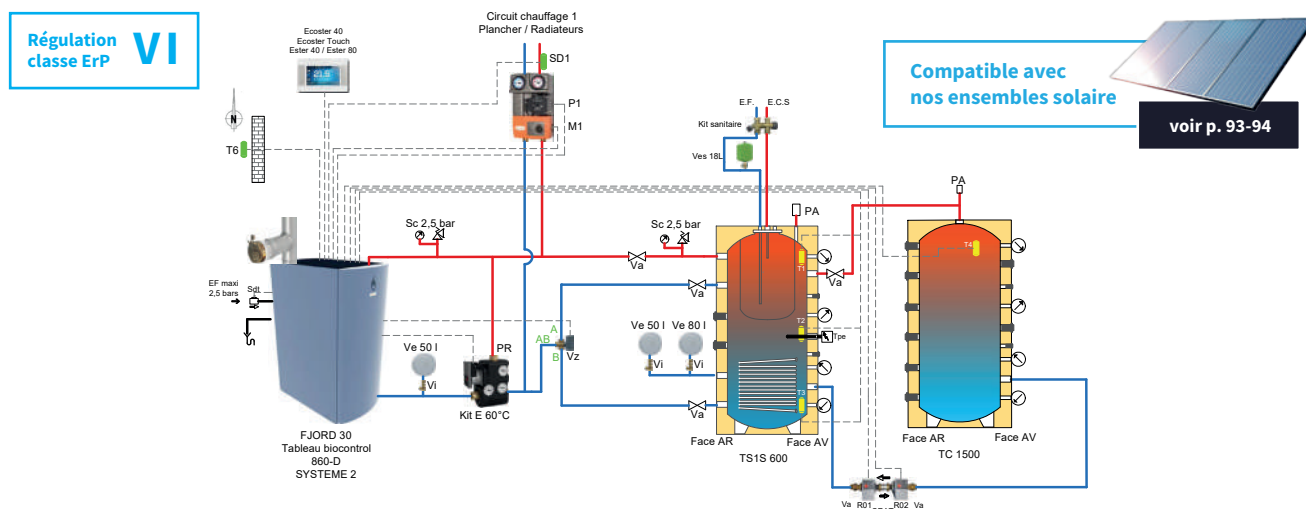 Régulation
classe ErP
VI
Ecoster 40
Ecoster Touch
Ester 40 / Ester 80
Circuit chauffage 1
Plancher / Radiateurs
SD1
P1
M1
N
T6
Compatible avec
nos ensembles solaire
voir p. 93-94
E.F.
E.C.S
Kit sanitaire
Ves 18L
PA
PA
Sc 2,5 bar
Sc 2,5 bar
Va
Va
Va
Va
T1
T2
T3
T4
Tpe
EF maxi
2,5 bars
Sdt
Ve 50 l
Vi
PR
Kit E 60°C
A
AB
B
Vz
Ve 50 l
Ve 80 l
Vi
Vi
FJORD 30
Tableau biocontrol
860-D
SYSTEME 2
Face AR
Face AV
TS1S 600
Face AR
Face AV
TC 1500
Va
R01
R02
Va